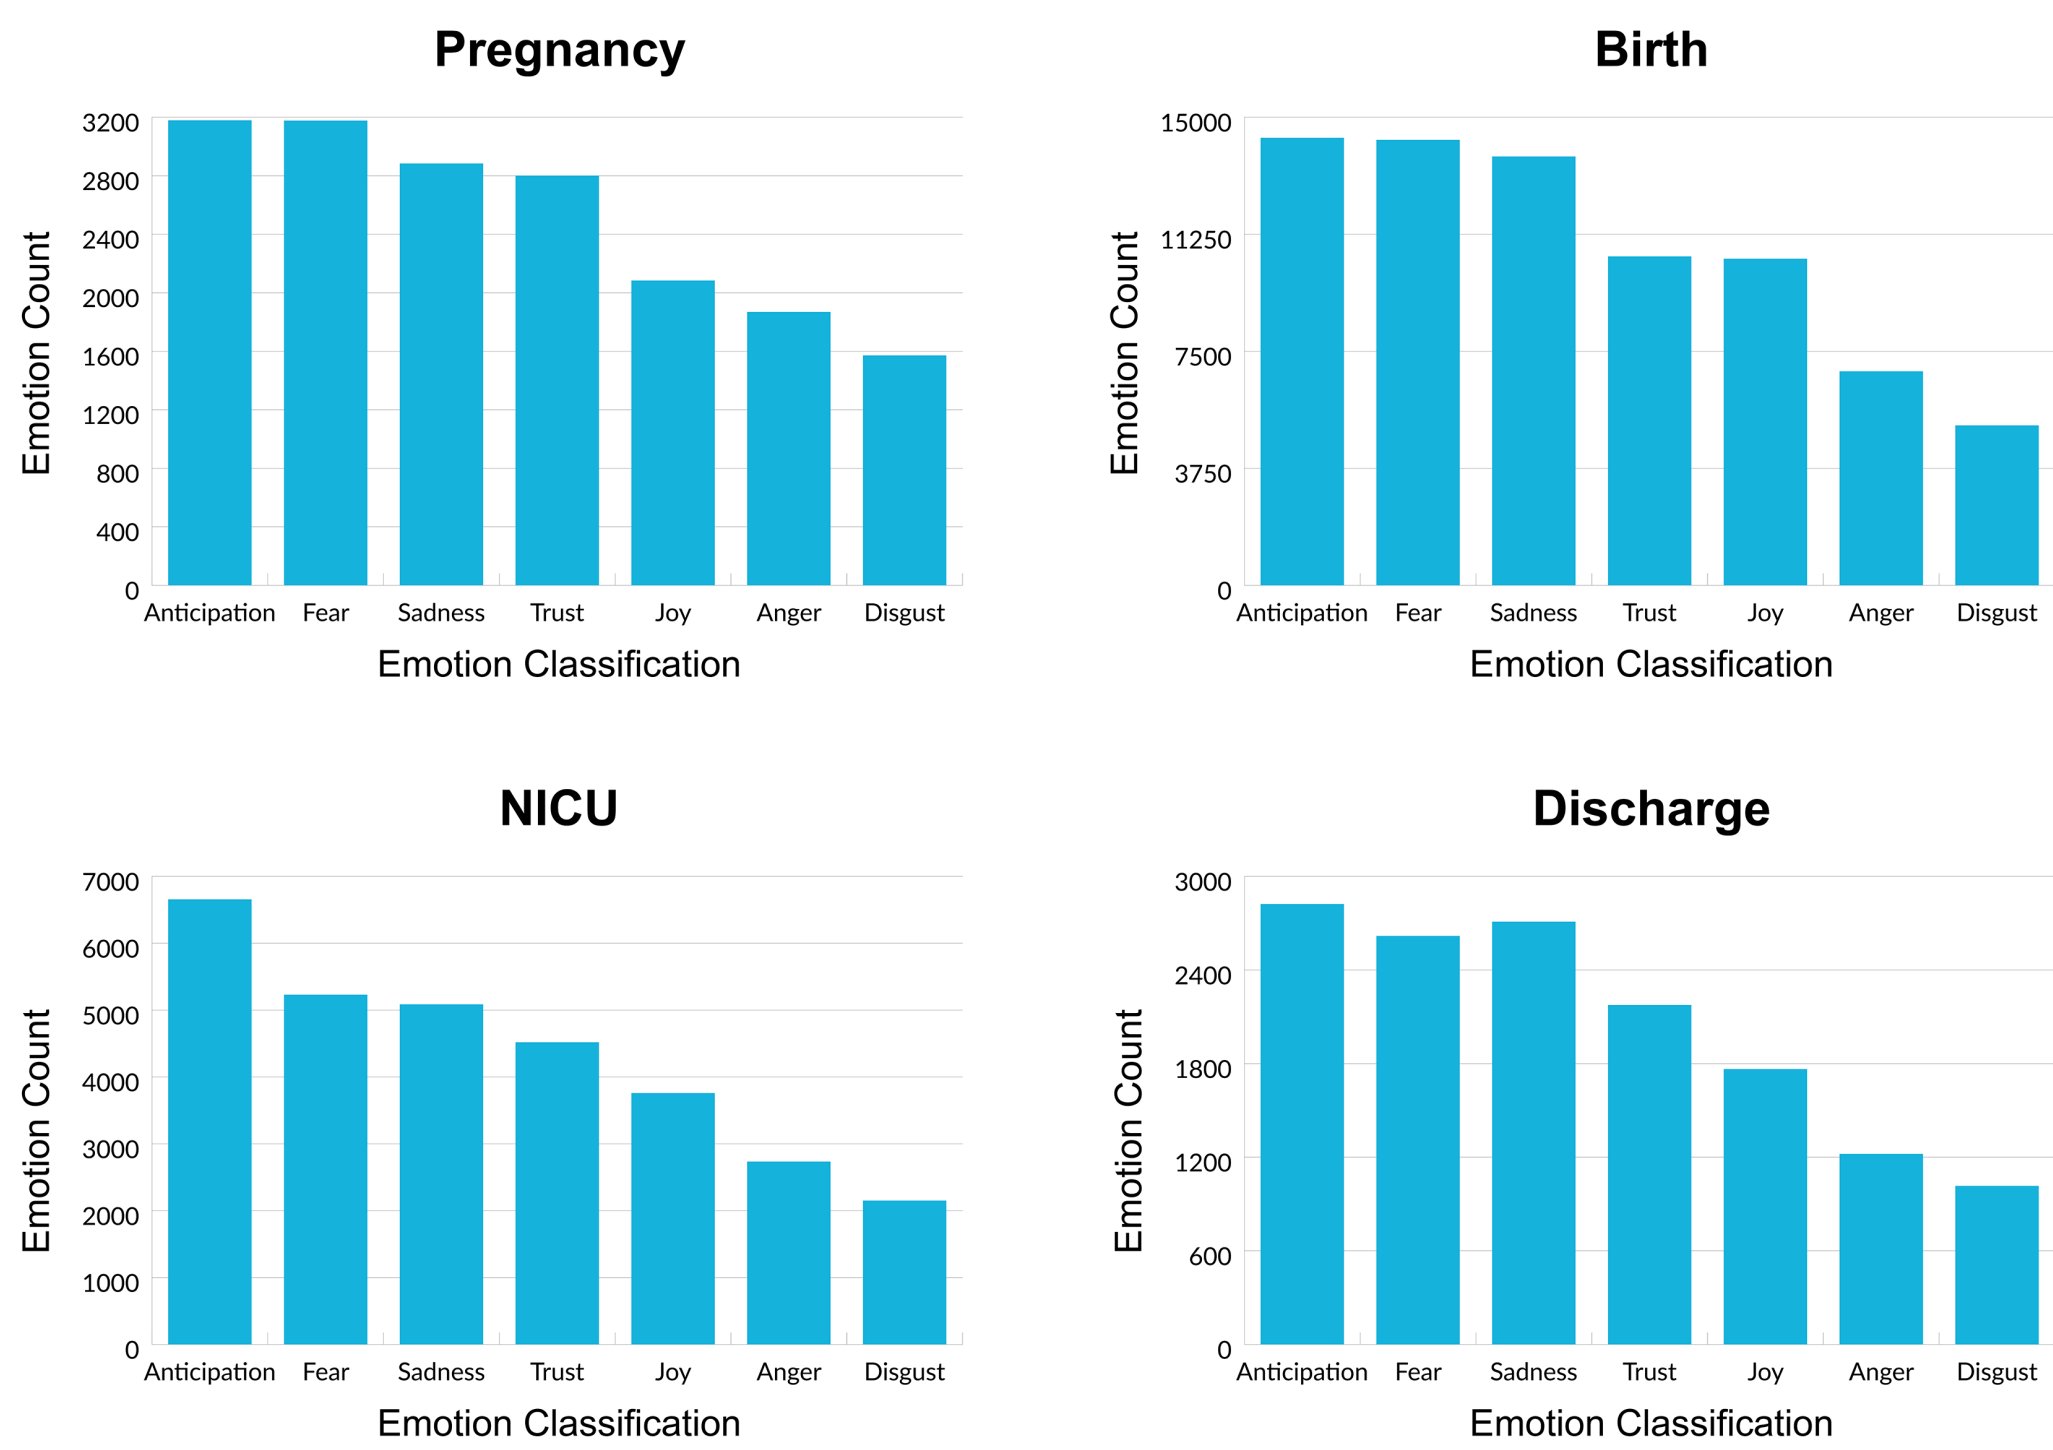 Pregnancy
Emotion Count
3200
2800
2400
2000
1600
1200
800
400
0
Anticipation Fear Sadness Trust Joy Anger Disgust
Emotion Classification
Birth
Emotion Count
15000
11250
7500
3750
0
Anticipation Fear Sadness Trust Joy Anger Disgust
Emotion Classification
NICU
Emotion Count
7000
6000
5000
4000
3000
2000
1000
0
Anticipation Fear Sadness Trust Joy Anger Disgust
Emotion Classification
Discharge
Emotion Count
3000
2400
1800
1200
600
0
Anticipation Fear Sadness Trust Joy Anger Disgust
Emotion Classification